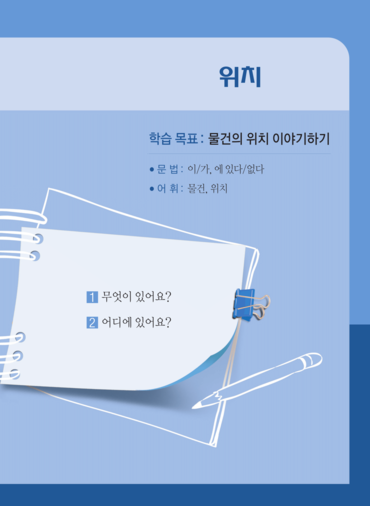 위치
학습 목표 : 물건의 위치 이야기하기
● 문 법 : 이/가, 에 있다/없다
● 어 휘 : 물건, 위치
1 무엇이 있어요?
2 어디에 있어요?